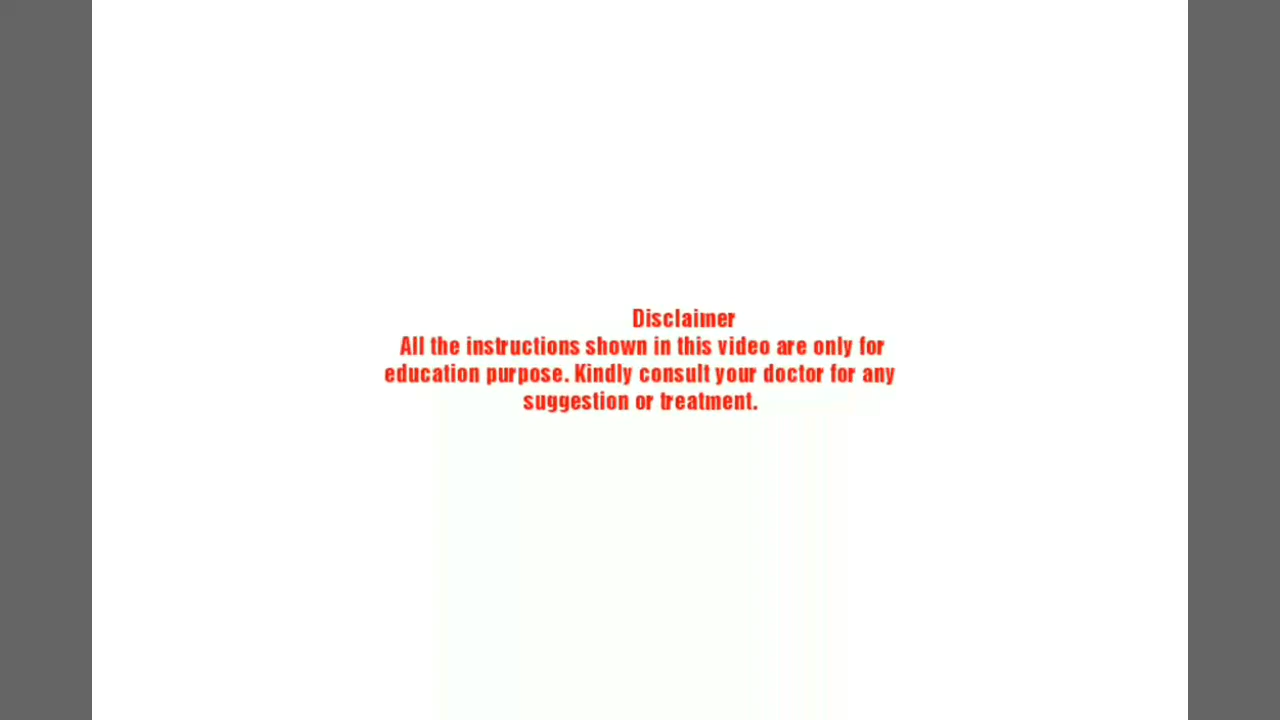 Disclaimer
All the instructions shown in this video are only for
education purpose. Kindly consult your doctor for any
suggestion or treatment.